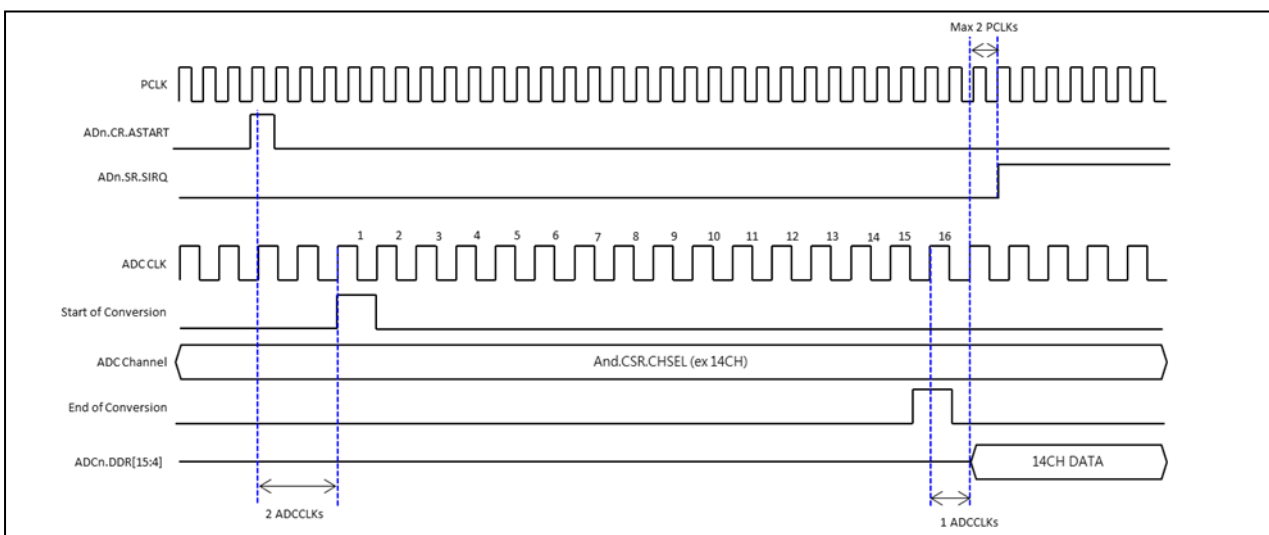 Max 2 PCLKs
PCLK
ADn.CR.ASTART
ADn.SR.SIRQ
1 2 3 4 5 6 7 8 9 10 11 12 13 14 15 16
ADC CLK
Start of Conversion
ADC Channel
And.CSR.CHSEL (ex 14CH)
End of Conversion
ADCn.DDR[15:4]
14CH DATA
2 ADCCLKs
1 ADCCLKs